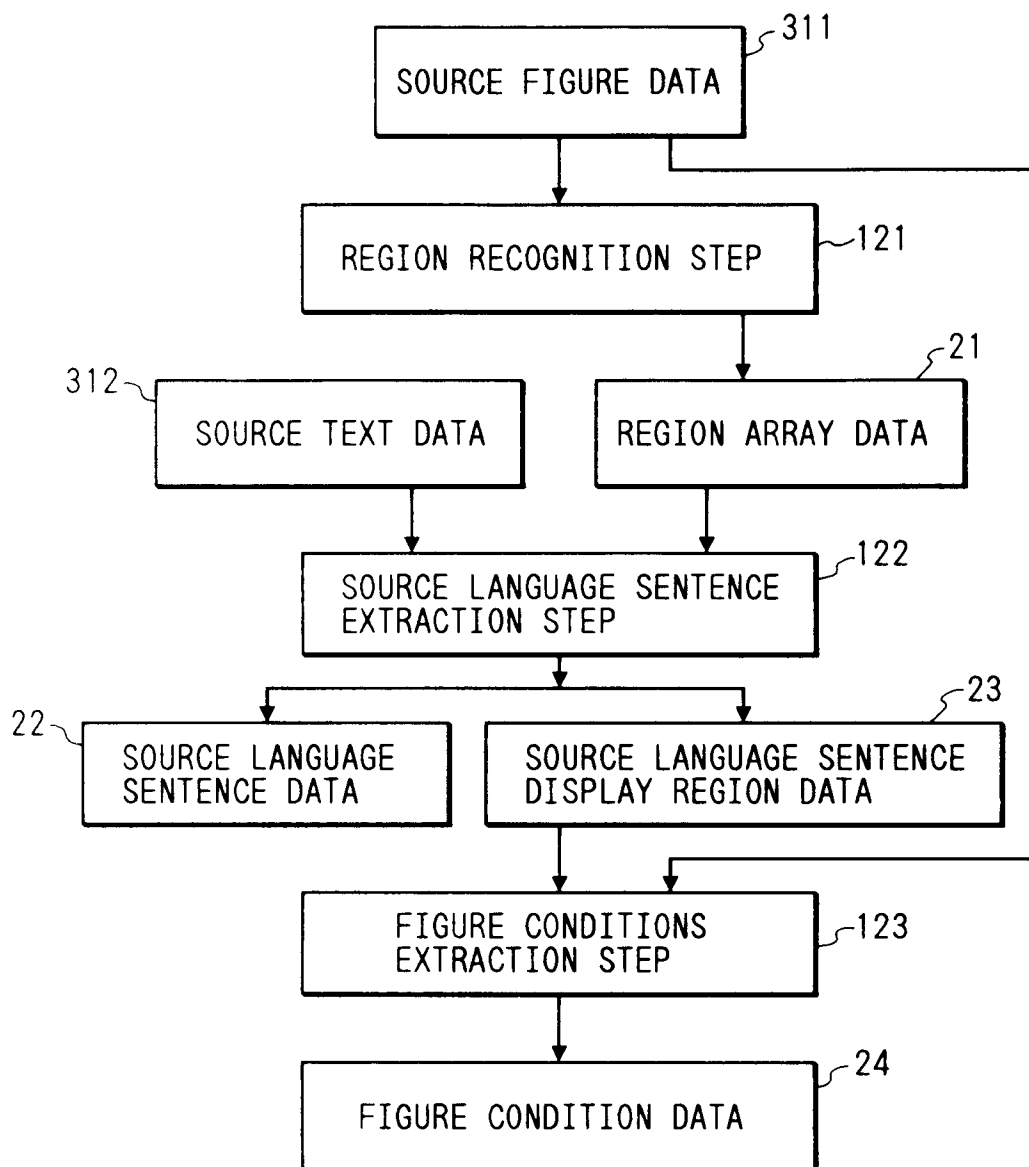 311
SOURCE FIGURE DATA
121
REGION RECOGNITION STEP
312
21
SOURCE TEXT DATA
REGION ARRAY DATA
122
SOURCE LANGUAGE SENTENCE
EXTRACTION STEP
22
23
SOURCE LANGUAGE
SENTENCE DATA
SOURCE LANGUAGE SENTENCE
DISPLAY REGION DATA
123
FIGURE CONDITIONS
EXTRACTION STEP
24
FIGURE CONDITION DATA